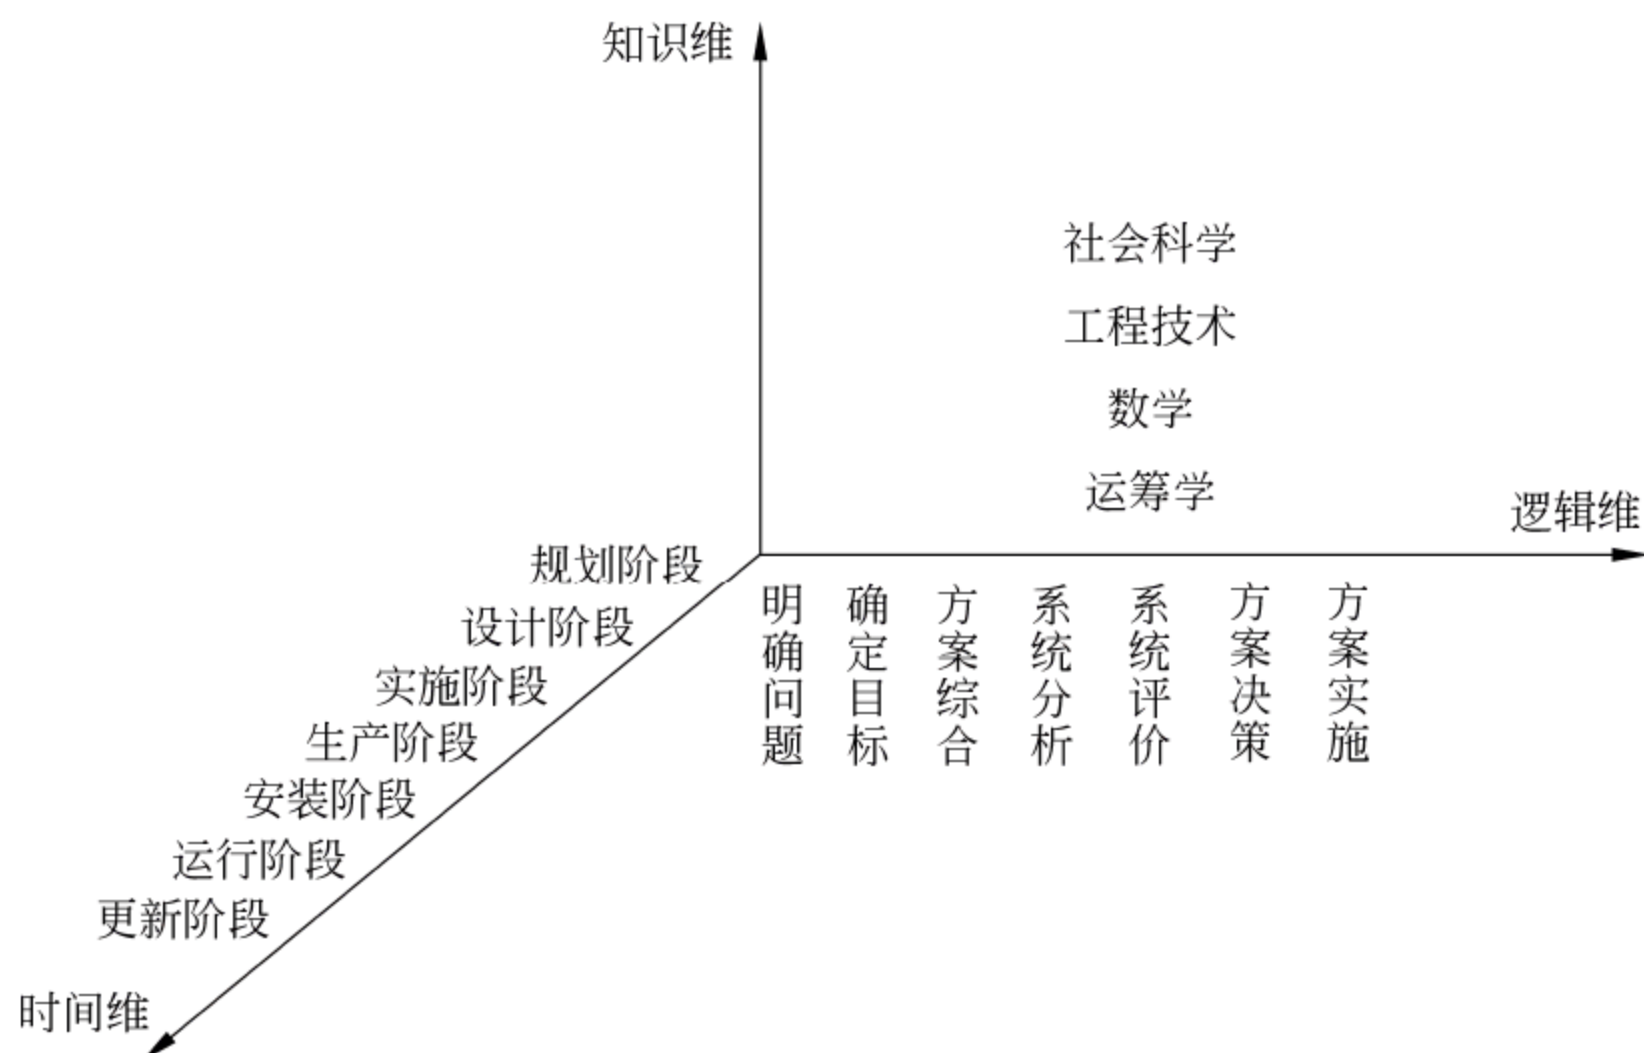 知识维
社会科学
工程技术
数学
运筹学
逻辑维
规划阶段
设计阶段
实施阶段
生产阶段
安装阶段
运行阶段
更新阶段
时间维
明确问题
确定目标
方案综合
系统分析
系统评价
方案决策
方案实施